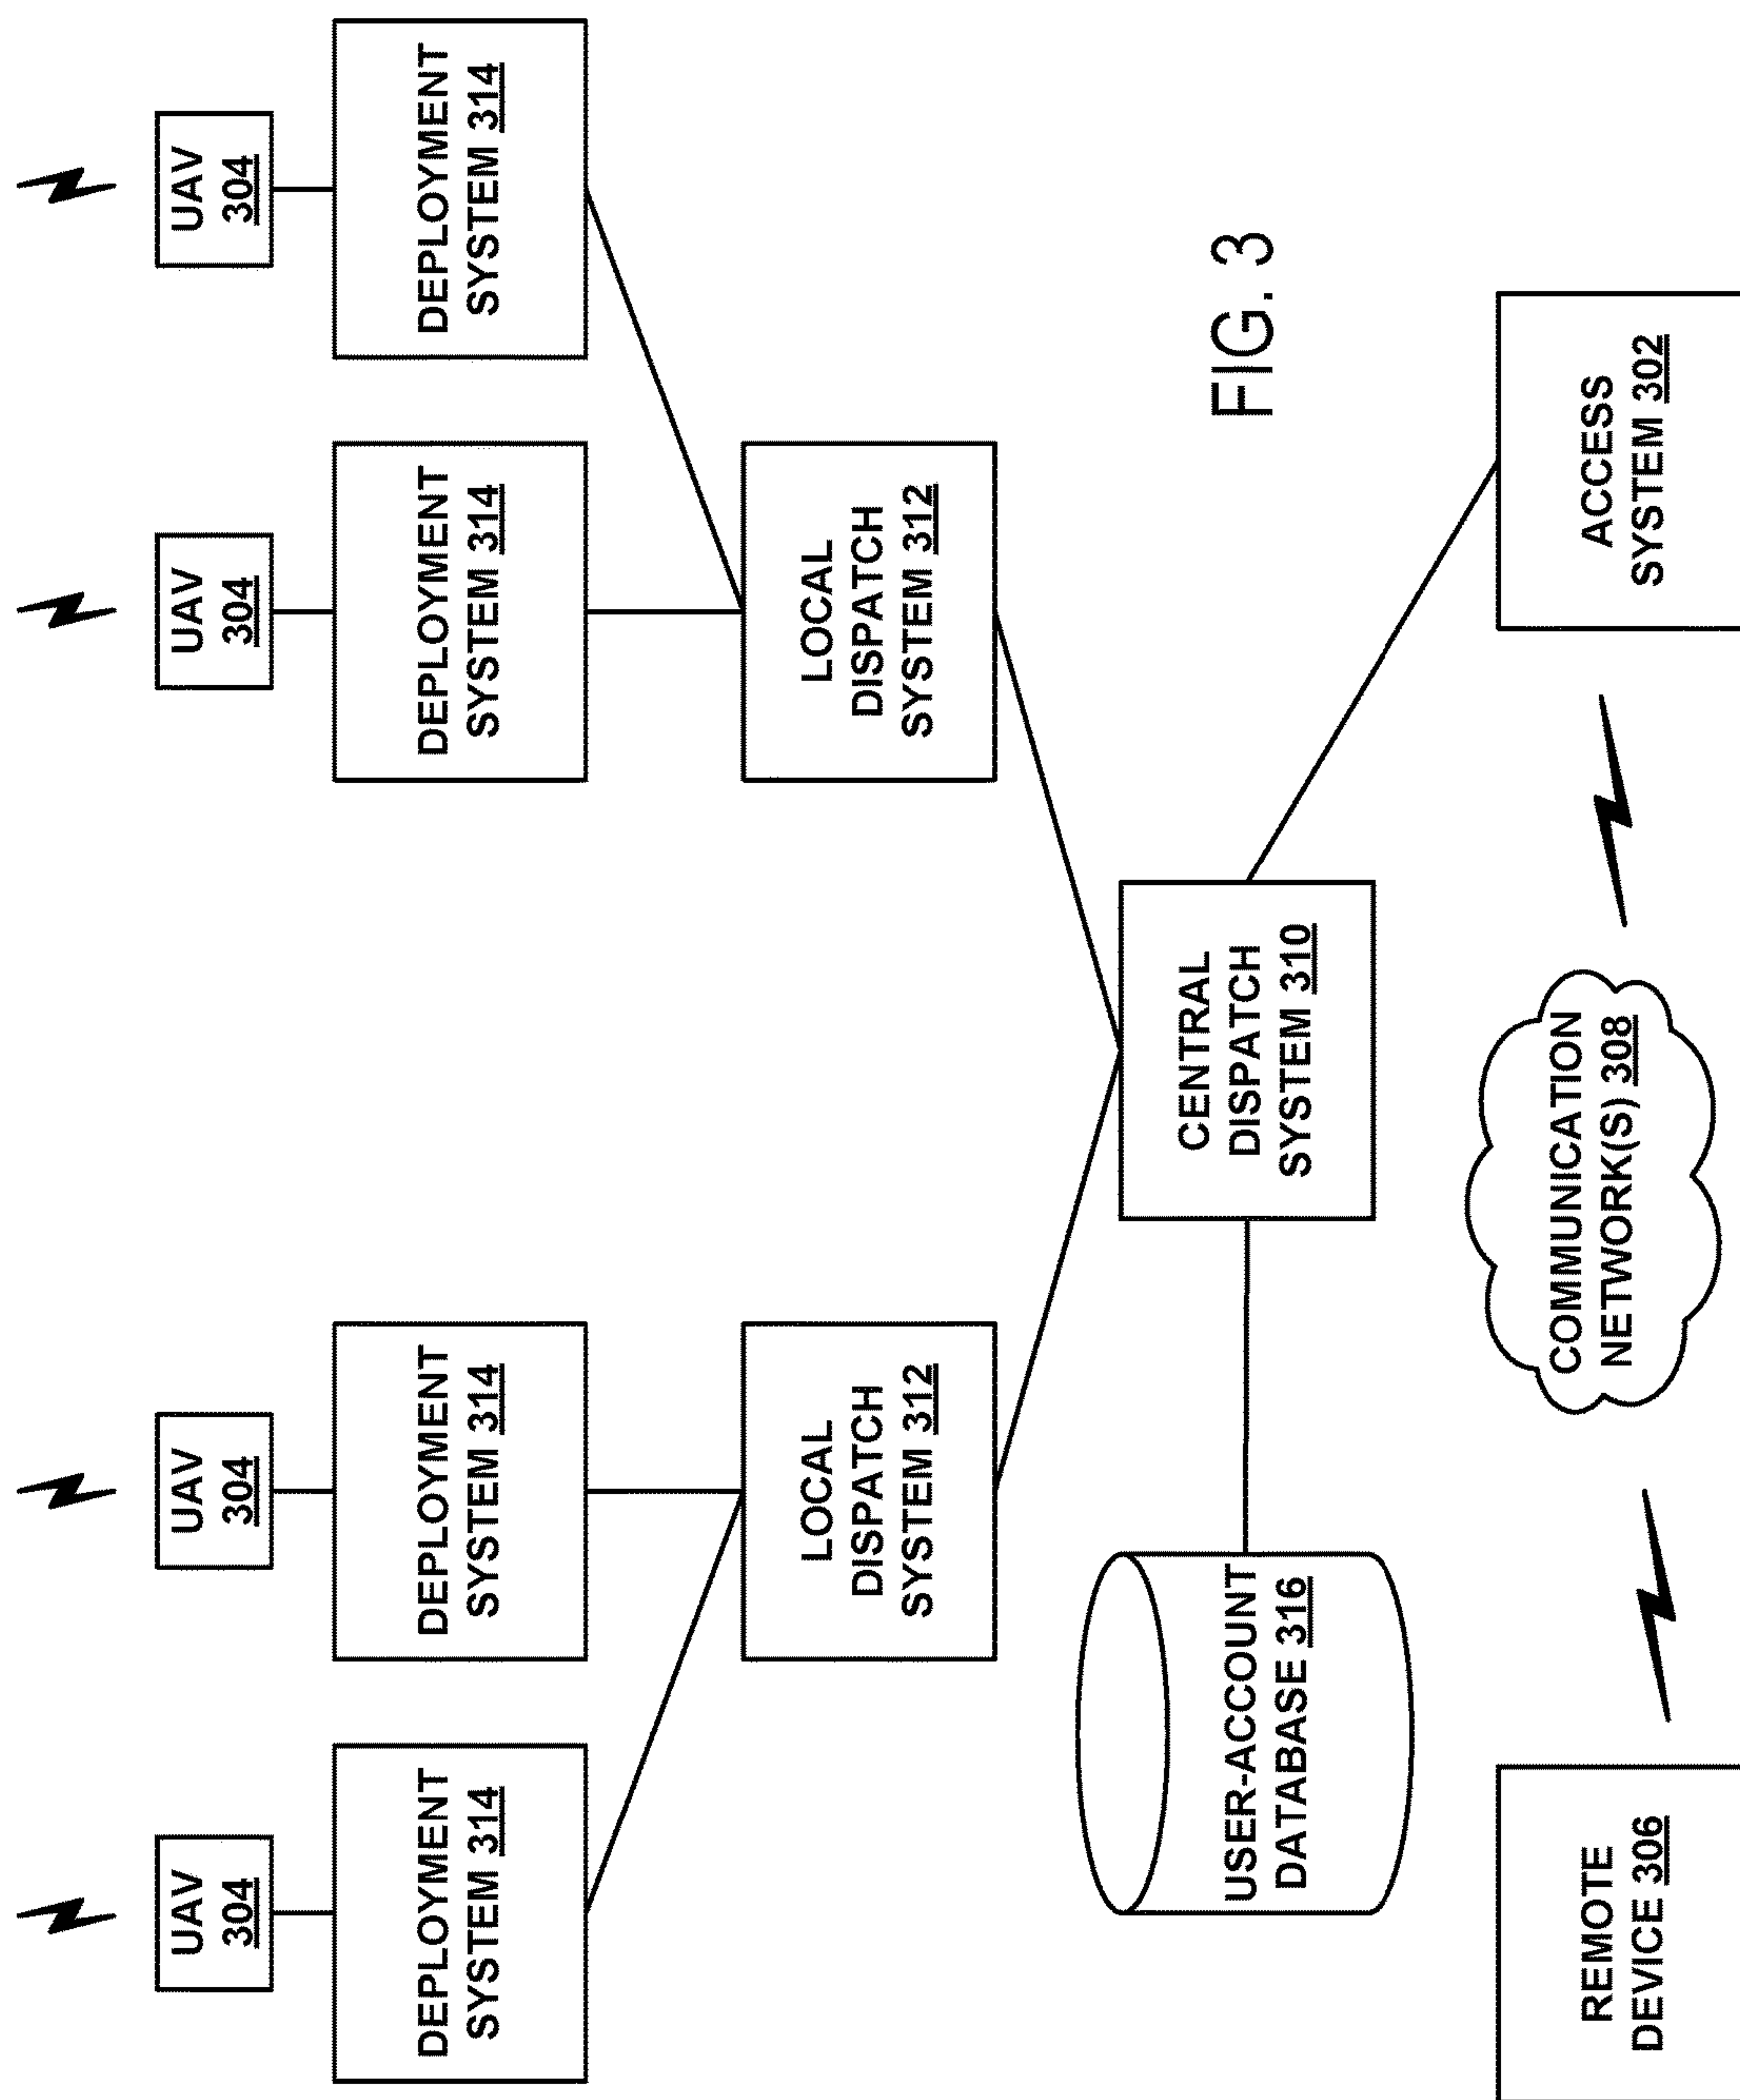 UAV
304
UAV
304
UAV
304
UAV
304
DEPLOYMENT
SYSTEM 314
DEPLOYMENT
SYSTEM 314
DEPLOYMENT
SYSTEM 314
DEPLOYMENT
SYSTEM 314
LOCAL
DISPATCH
SYSTEM 312
LOCAL
DISPATCH
SYSTEM 312
USER-ACCOUNT
DATABASE 316
CENTRAL
DISPATCH
SYSTEM 310
FIG. 3
REMOTE
DEVICE 306
COMMUNICATION
NETWORK(S) 308
ACCESS
SYSTEM 302